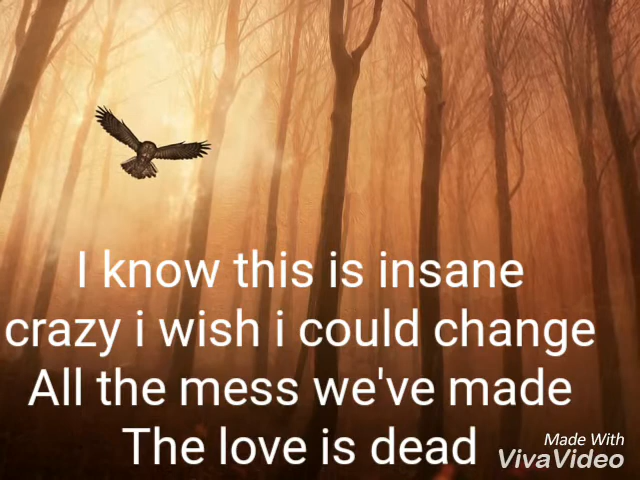 I know this is insane
crazy i wish i could change
All the mess we've made
The love is dead
Made With
VivaVideo